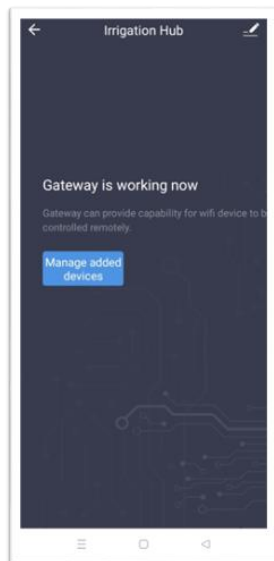 Irrigation Hub
Gateway is working now
Gateway can provide capability for wifi device to b
controlled remotely.
Manage added
devices